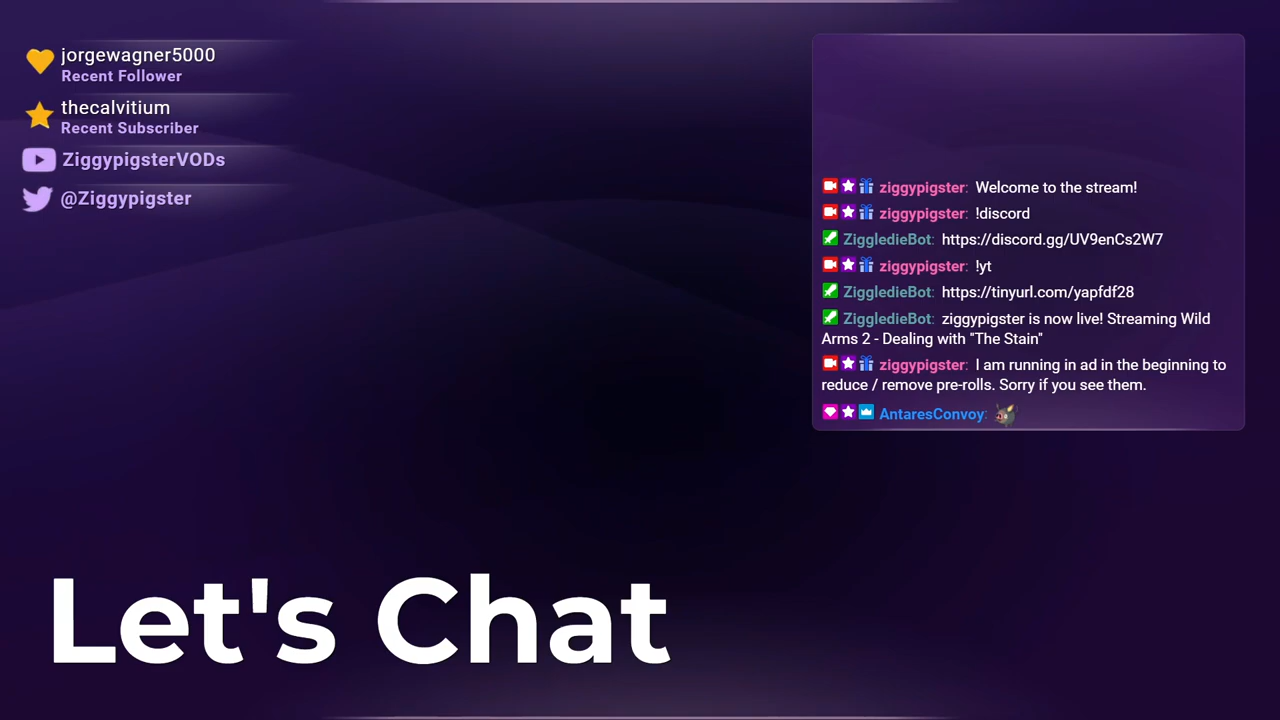 jorgewagner5000
Recent Follower
thecalvitium
Recent Subscriber
ZiggypigsterVODs
@Ziggypigster
ziggypigster: Welcome to the stream!
ziggypigster: !discord
ZiggledieBot: https://discord.gg/UV9enCs2W7
ziggypigster: !yt
ZiggledieBot: https://tinyurl.com/yapfdf28
ZiggledieBot: ziggypigster is now live! Streaming Wild
Arms 2 - Dealing with "The Stain"
ziggypigster: I am running in ad in the beginning to
reduce / remove pre-rolls. Sorry if you see them.
AntaresConvoy:
Let's Chat